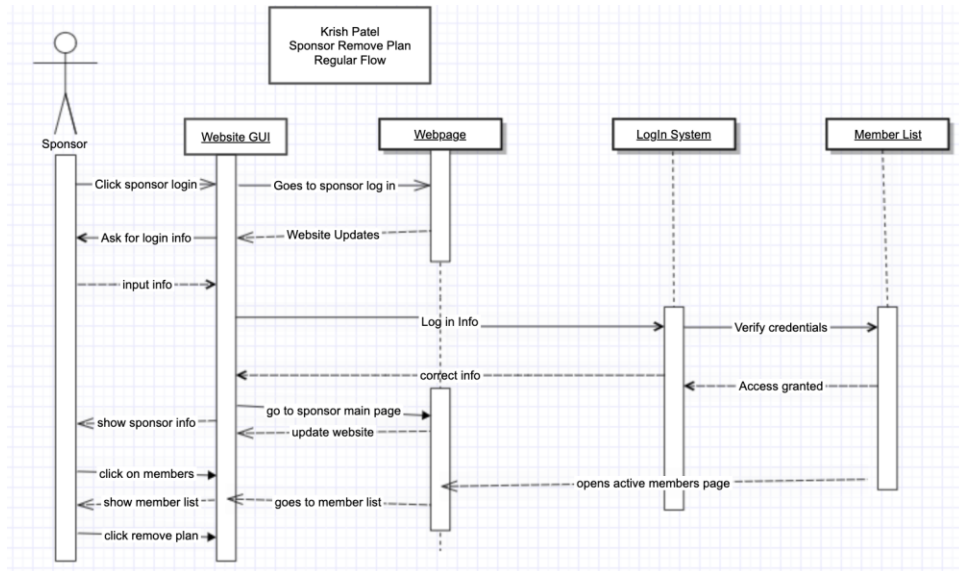 Krish Patel
Sponsor Remove Plan
Regular Flow
Sponsor
Website GUI
Webpage
LogIn System
Member List
Click sponsor login
Goes to sponsor log in
Ask for login info
Website Updates
input info
Log in Info
Verify credentials
correct info
Access granted
go to sponsor main page
show sponsor info
update website
click on members
opens active members page
show member list
goes to member list
click remove plan